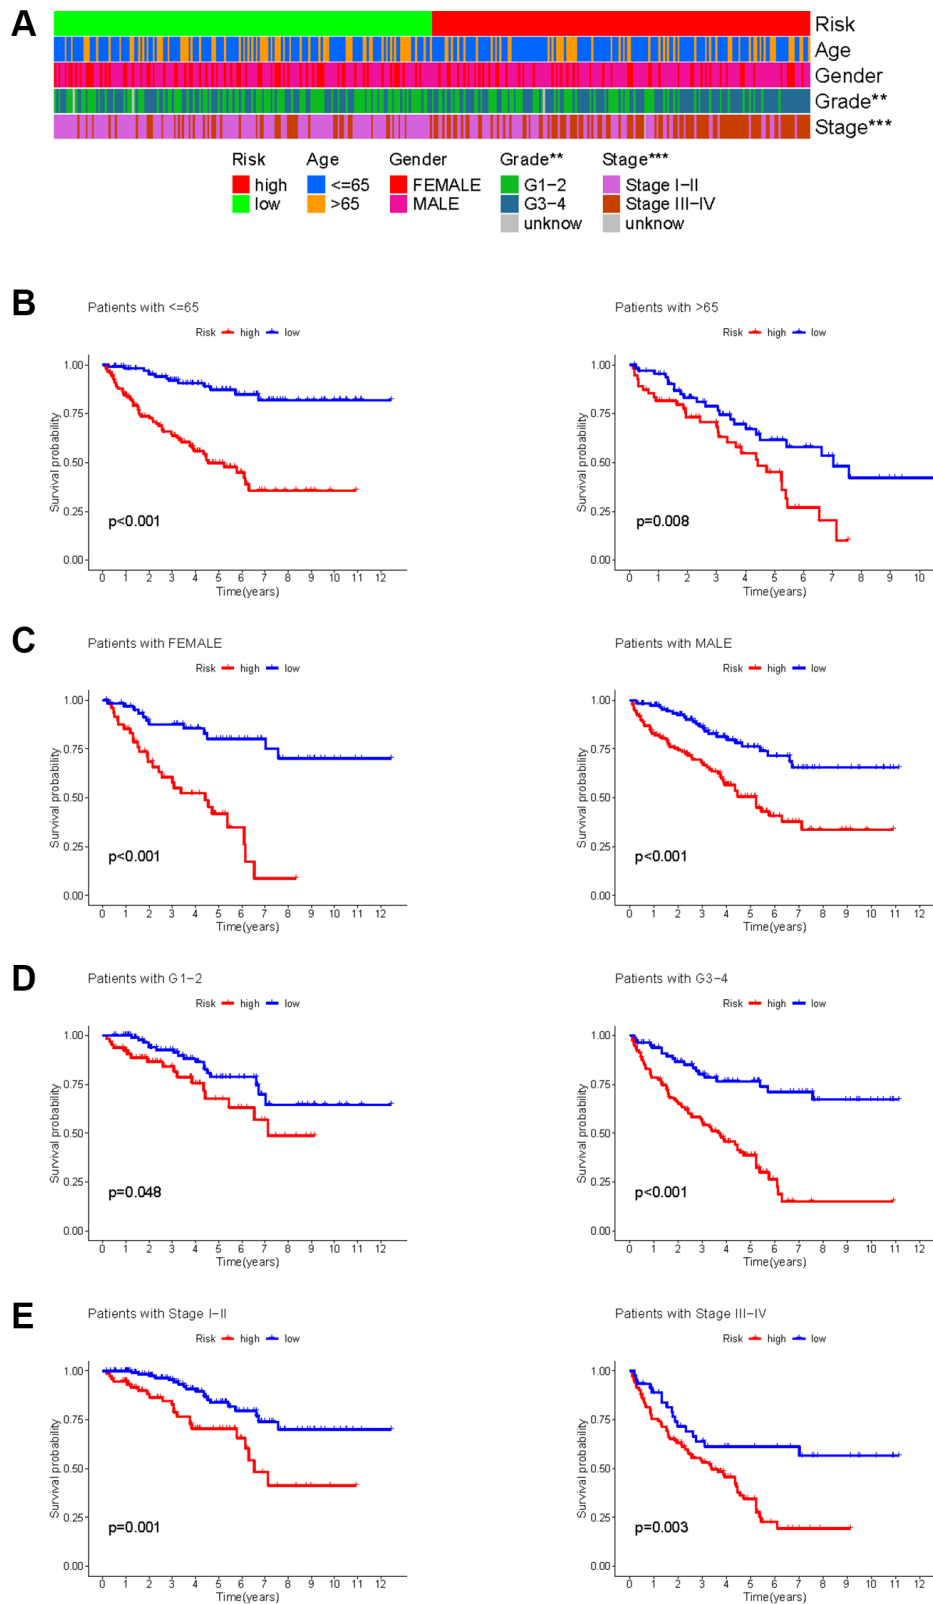 A
Risk
Age
Gender
Grade**
Stage***
Risk Age Gender Grade** Stage***
high <=65 FEMALE G1-2 Stage I-II
low >65 MALE G3-4 Stage III-IV
unknow unknow
B
Patients with <=65
Risk high low
Survival probability
1.00
0.75
0.50
0.25
0.00
p<0.001
0 1 2 3 4 5 6 7 8 9 10 11 12
Time(years)
Patients with >65
Risk high low
Survival probability
1.00
0.75
0.50
0.25
0.00
p=0.008
0 1 2 3 4 5 6 7 8 9 10
Time(years)
C
Patients with FEMALE
Risk high low
Survival probability
1.00
0.75
0.50
0.25
0.00
p<0.001
0 1 2 3 4 5 6 7 8 9 10 11 12
Time(years)
Patients with MALE
Risk high low
Survival probability
1.00
0.75
0.50
0.25
0.00
p<0.001
0 1 2 3 4 5 6 7 8 9 10 11 12
Time(years)
D
Patients with G1-2
Risk high low
Survival probability
1.00
0.75
0.50
0.25
0.00
p=0.048
0 1 2 3 4 5 6 7 8 9 10 11 12
Time(years)
Patients with G3-4
Risk high low
Survival probability
1.00
0.75
0.50
0.25
0.00
p<0.001
0 1 2 3 4 5 6 7 8 9 10 11 12
Time(years)
E
Patients with Stage I-II
Risk high low
Survival probability
1.00
0.75
0.50
0.25
0.00
p=0.001
0 1 2 3 4 5 6 7 8 9 10 11 12
Time(years)
Patients with Stage III-IV
Risk high low
Survival probability
1.00
0.75
0.50
0.25
0.00
p=0.003
0 1 2 3 4 5 6 7 8 9 10 11 12
Time(years)